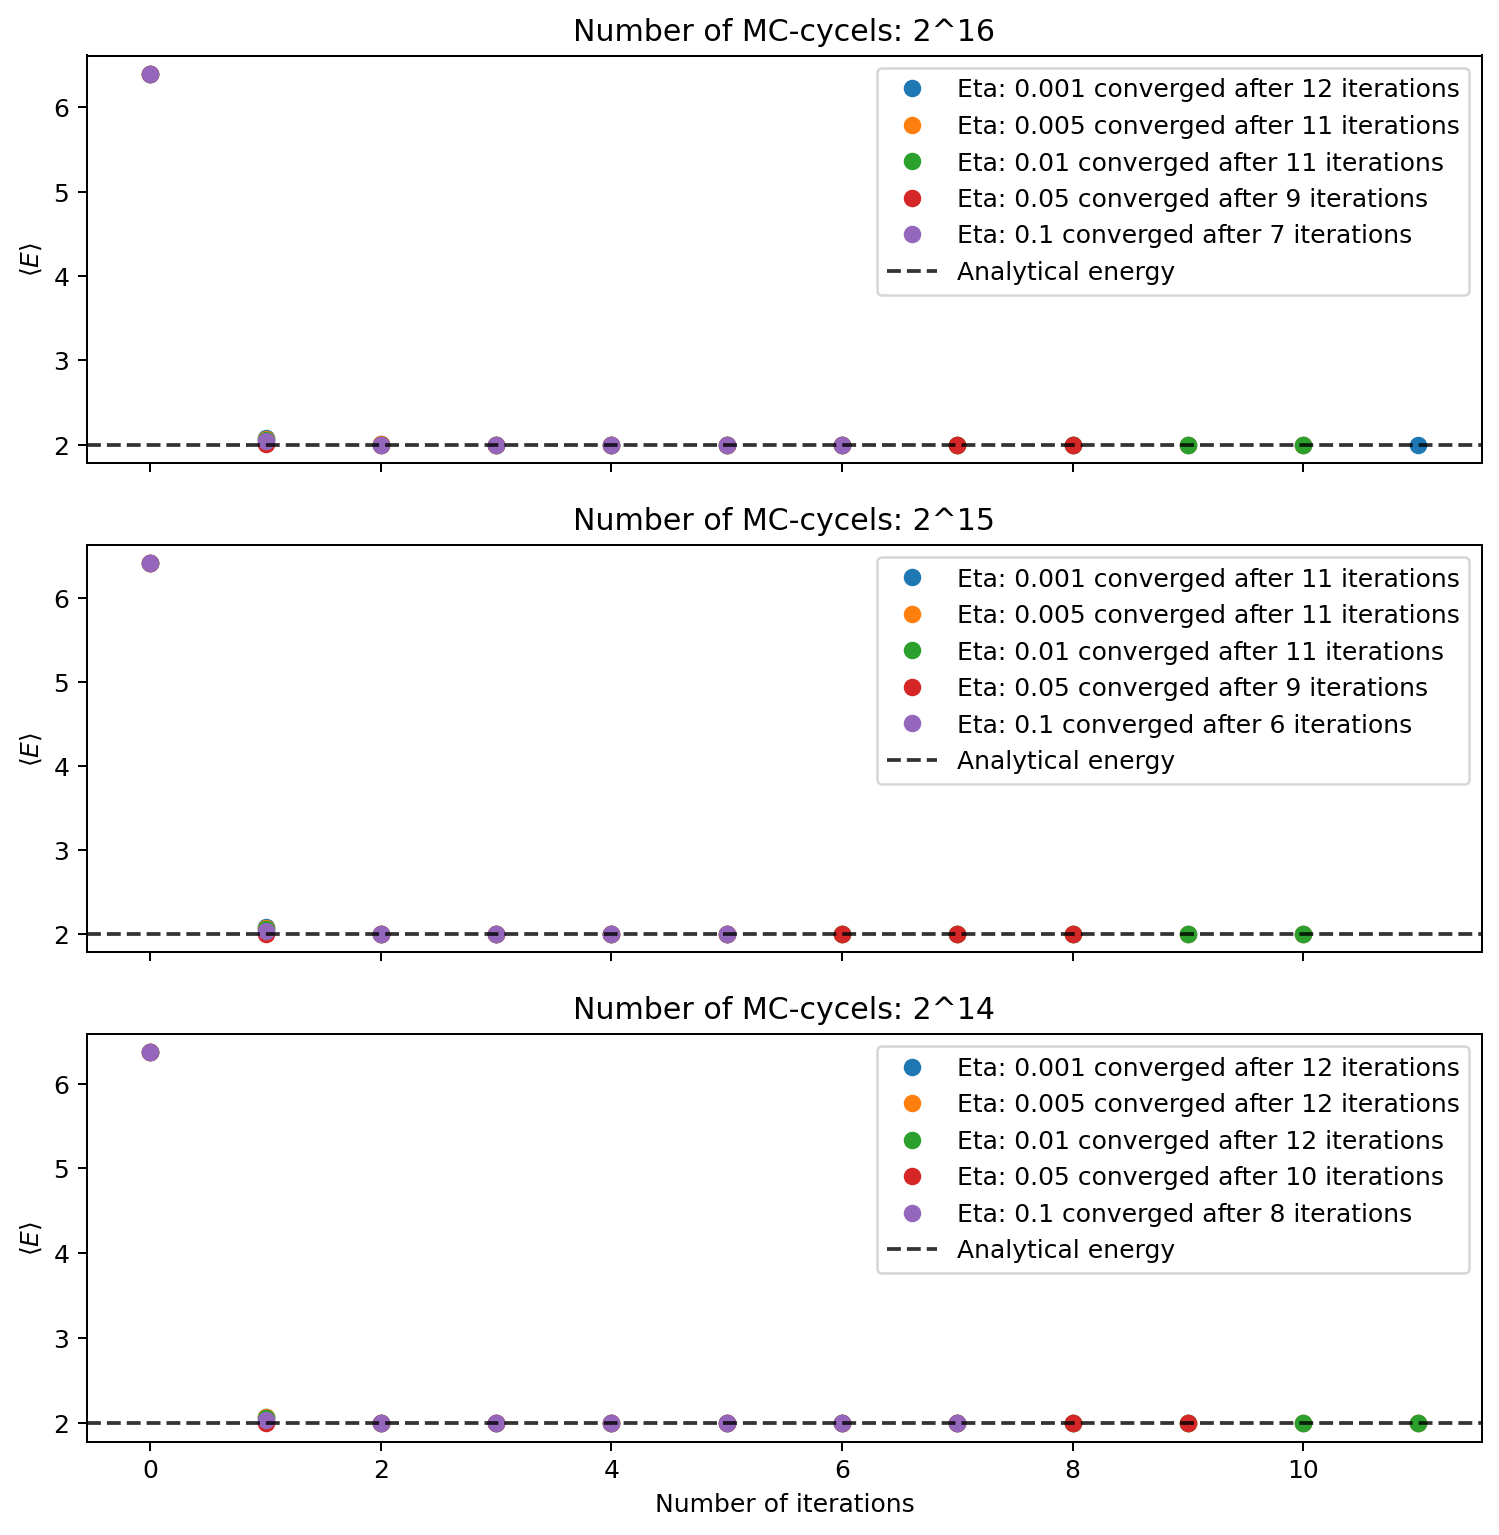 Number of MC-cycels: 2^16
6
5
4
3
2
⟨E⟩
Eta: 0.001 converged after 12 iterations
Eta: 0.005 converged after 11 iterations
Eta: 0.01 converged after 11 iterations
Eta: 0.05 converged after 9 iterations
Eta: 0.1 converged after 7 iterations
Analytical energy
Number of MC-cycels: 2^15
6
5
4
3
2
⟨E⟩
Eta: 0.001 converged after 11 iterations
Eta: 0.005 converged after 11 iterations
Eta: 0.01 converged after 11 iterations
Eta: 0.05 converged after 9 iterations
Eta: 0.1 converged after 6 iterations
Analytical energy
Number of MC-cycels: 2^14
6
5
4
3
2
⟨E⟩
Eta: 0.001 converged after 12 iterations
Eta: 0.005 converged after 12 iterations
Eta: 0.01 converged after 12 iterations
Eta: 0.05 converged after 10 iterations
Eta: 0.1 converged after 8 iterations
Analytical energy
0 2 4 6 8 10
Number of iterations